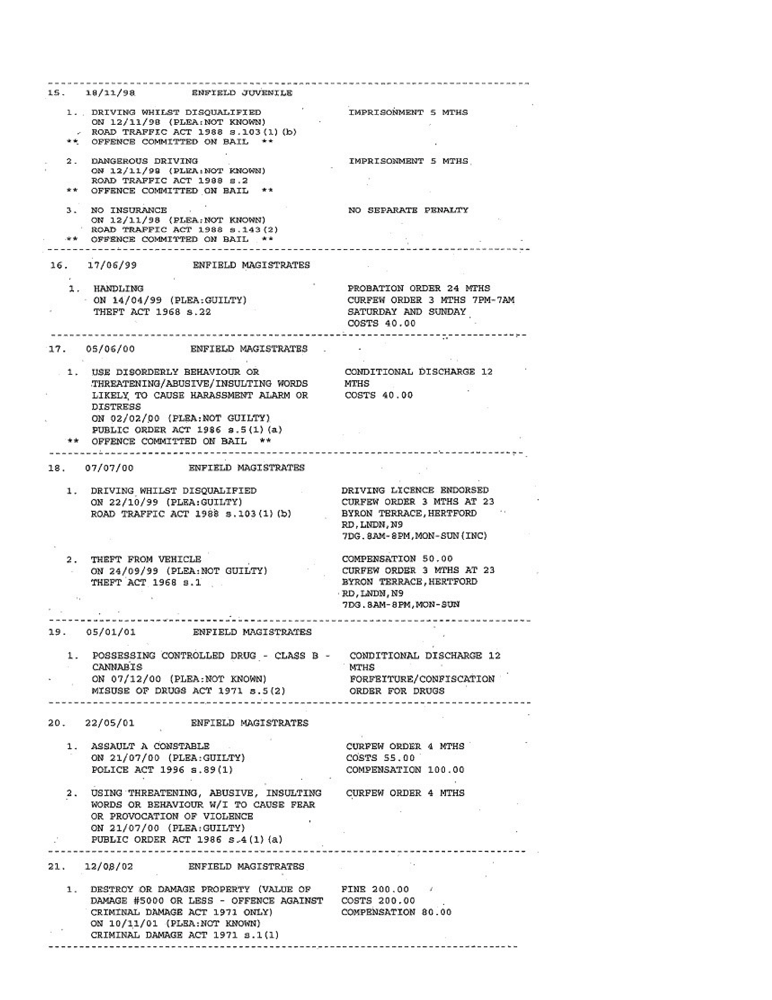 15. 18/11/98 ENFIELD JUVENILE
1. DRIVING WHILST DISQUALIFIED IMPRISONMENT 5 MTHS
ON 12/11/98 (PLEA:NOT KNOWN)
ROAD TRAFFIC ACT 1988 s.103(1)(b)
** OFFENCE COMMITTED ON BAIL **
2. DANGEROUS DRIVING IMPRISONMENT 5 MTHS
ON 12/11/98 (PLEA:NOT KNOWN)
ROAD TRAFFIC ACT 1988 s.2
** OFFENCE COMMITTED ON BAIL **
3. NO INSURANCE NO SEPARATE PENALTY
ON 12/11/98 (PLEA:NOT KNOWN)
ROAD TRAFFIC ACT 1988 s.143(2)
** OFFENCE COMMITTED ON BAIL **
16. 17/06/99 ENFIELD MAGISTRATES
1. HANDLING PROBATION ORDER 24 MTHS
ON 14/04/99 (PLEA:GUILTY) CURFEW ORDER 3 MTHS 7PM-7AM
THEFT ACT 1968 s.22 SATURDAY AND SUNDAY
COSTS 40.00
17. 05/06/00 ENFIELD MAGISTRATES
1. USE DISORDERLY BEHAVIOUR OR CONDITIONAL DISCHARGE 12
THREATENING/ABUSIVE/INSULTING WORDS MTHS
LIKELY TO CAUSE HARASSMENT ALARM OR COSTS 40.00
DISTRESS
ON 02/02/00 (PLEA:NOT GUILTY)
PUBLIC ORDER ACT 1986 s.5(1)(a)
** OFFENCE COMMITTED ON BAIL **
18. 07/07/00 ENFIELD MAGISTRATES
1. DRIVING WHILST DISQUALIFIED DRIVING LICENCE ENDORSED
ON 22/10/99 (PLEA:GUILTY) CURFEW ORDER 3 MTHS AT 23
ROAD TRAFFIC ACT 1988 s.103(1)(b) BYRON TERRACE,HERTFORD
RD,LNDN,N9
7DG.8AM-8PM,MON-SUN(INC)
2. THEFT FROM VEHICLE COMPENSATION 50.00
ON 24/09/99 (PLEA:NOT GUILTY) CURFEW ORDER 3 MTHS AT 23
THEFT ACT 1968 s.1 BYRON TERRACE,HERTFORD
RD,LNDN,N9
7DG.8AM-8PM,MON-SUN
19. 05/01/01 ENFIELD MAGISTRATES
1. POSSESSING CONTROLLED DRUG - CLASS B - CONDITIONAL DISCHARGE 12
CANNABIS MTHS
ON 07/12/00 (PLEA:NOT KNOWN) FORFEITURE/CONFISCATION
MISUSE OF DRUGS ACT 1971 s.5(2) ORDER FOR DRUGS
20. 22/05/01 ENFIELD MAGISTRATES
1. ASSAULT A CONSTABLE CURFEW ORDER 4 MTHS
ON 21/07/00 (PLEA:GUILTY) COSTS 55.00
POLICE ACT 1996 s.89(1) COMPENSATION 100.00
2. USING THREATENING, ABUSIVE, INSULTING CURFEW ORDER 4 MTHS
WORDS OR BEHAVIOUR W/I TO CAUSE FEAR
OR PROVOCATION OF VIOLENCE
ON 21/07/00 (PLEA:GUILTY)
PUBLIC ORDER ACT 1986 s.4(1)(a)
21. 12/08/02 ENFIELD MAGISTRATES
1. DESTROY OR DAMAGE PROPERTY (VALUE OF FINE 200.00
DAMAGE #5000 OR LESS - OFFENCE AGAINST COSTS 200.00
CRIMINAL DAMAGE ACT 1971 ONLY) COMPENSATION 80.00
ON 10/11/01 (PLEA:NOT KNOWN)
CRIMINAL DAMAGE ACT 1971 s.1(1)